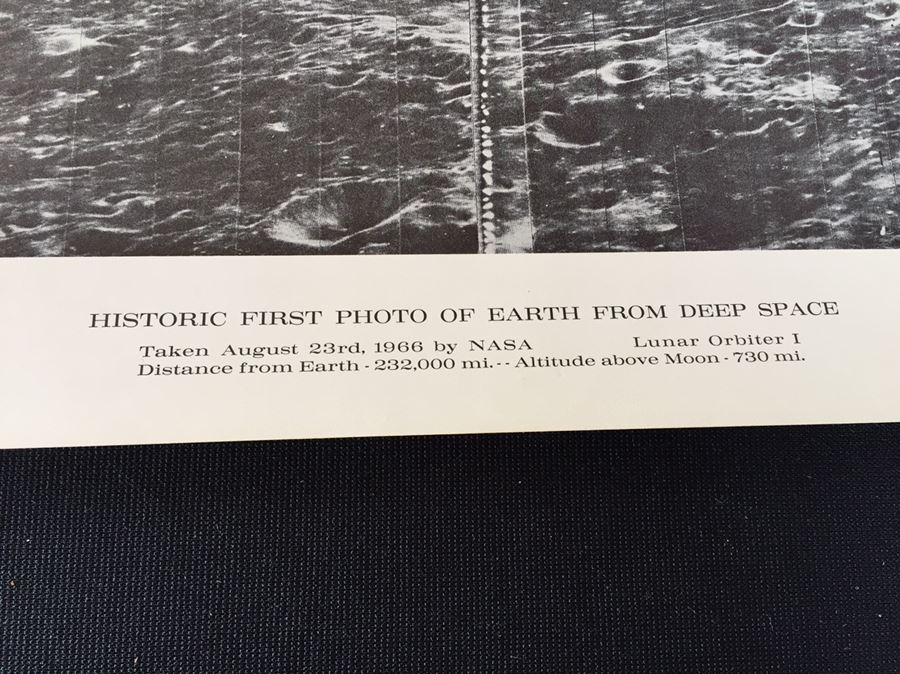 HISTORIC FIRST PHOTO OF EARTH FROM DEEP SPACE
Taken August 23rd, 1966 by NASA Lunar Orbiter I
Distance from Earth - 232,000 mi. - - Altitude above Moon - 730 mi.